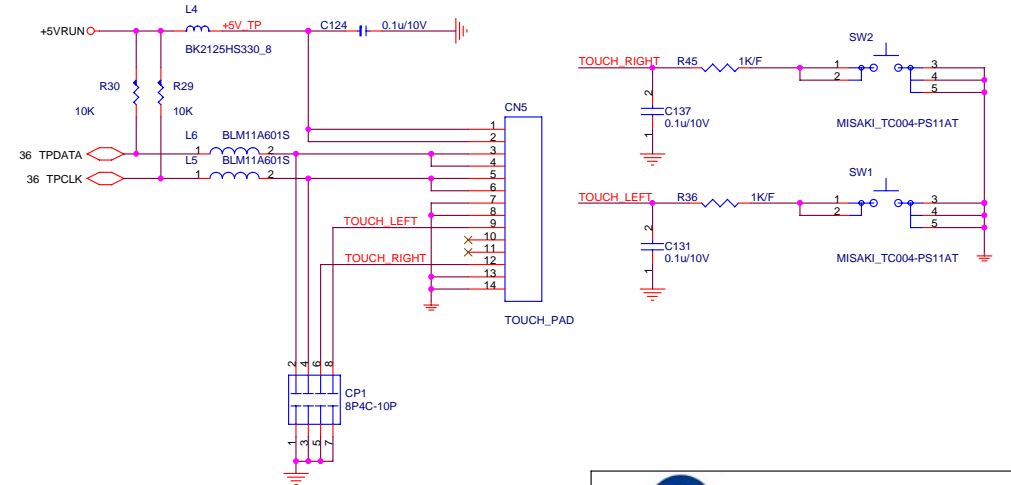 L4
+5VRUN
+5V_TP
C124
0.1u/10V
BK2125HS330_8
R30
R29
10K
10K
CN5
L6
BLM11A601S
36 TPDATA
1
2
L5
BLM11A601S
36 TPCLK
1
2
1
2
3
4
5
6
7
8
9
10
11
12
13
14
TOUCH_LEFT
TOUCH_RIGHT
TOUCH_PAD
2
4
6
8
CP1
8P4C-10P
1
3
5
7
SW2
TOUCH_RIGHT
R45
1K/F
1
2
3
4
5
2
C137
0.1u/10V
1
MISAKI_TC004-PS11AT
SW1
TOUCH_LEFT
R36
1K/F
1
2
3
4
5
2
C131
0.1u/10V
1
MISAKI_TC004-PS11AT